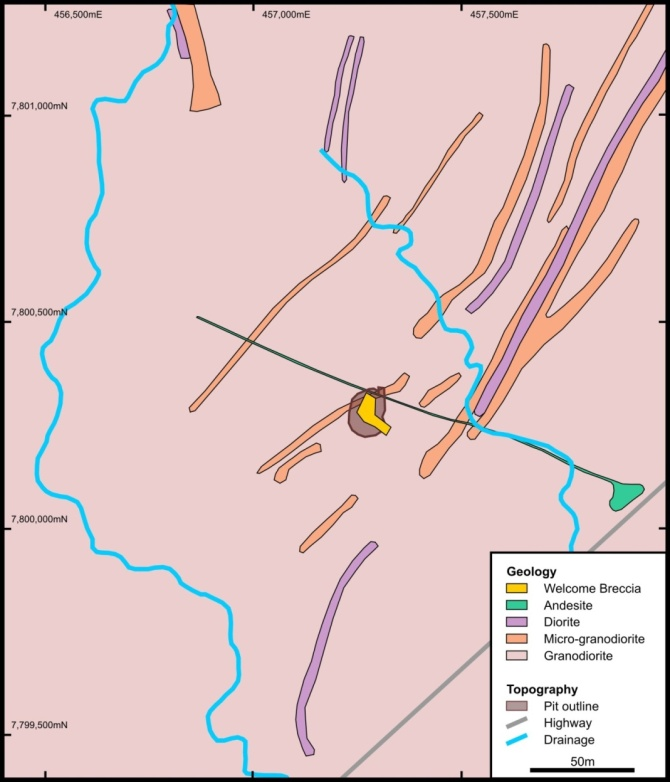 456,500mE
457,000mE
457,500mE
7,801,000mN
7,800,500mN
7,800,000mN
7,799,500mN
Geology
Welcome Breccia
Andesite
Diorite
Micro-granodiorite
Granodiorite
Topography
Pit outline
Highway
Drainage
50m